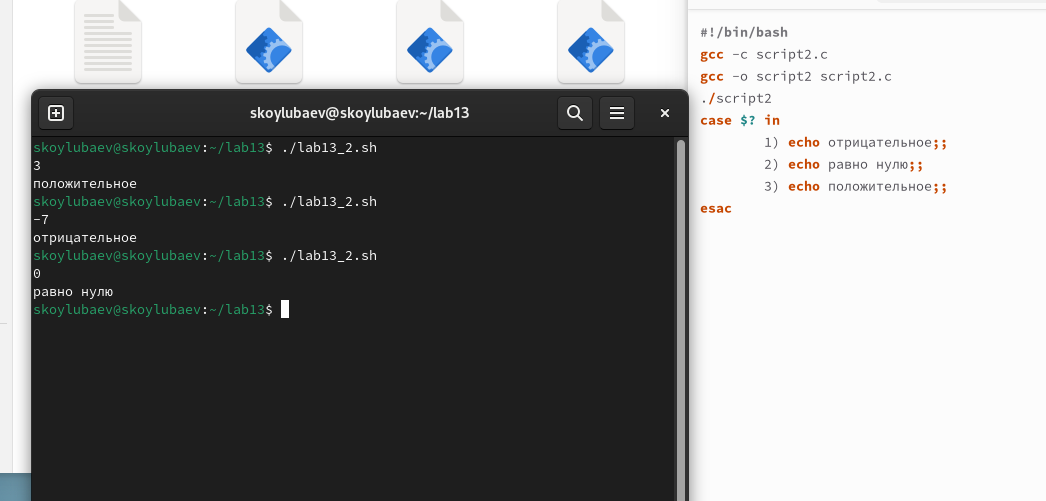 skoylubaev@skoylubaev:~/lab13
skoylubaev@skoylubaev:~/lab13$ ./lab13_2.sh
3
положительное
skoylubaev@skoylubaev:~/lab13$ ./lab13_2.sh
-7
отрицательное
skoylubaev@skoylubaev:~/lab13$ ./lab13_2.sh
0
равно нулю
skoylubaev@skoylubaev:~/lab13$
#!/bin/bash
gcc -c script2.c
gcc -o script2 script2.c
./script2
case $? in
        1) echo отрицательное;;
        2) echo равно нулю;;
        3) echo положительное;;
esac